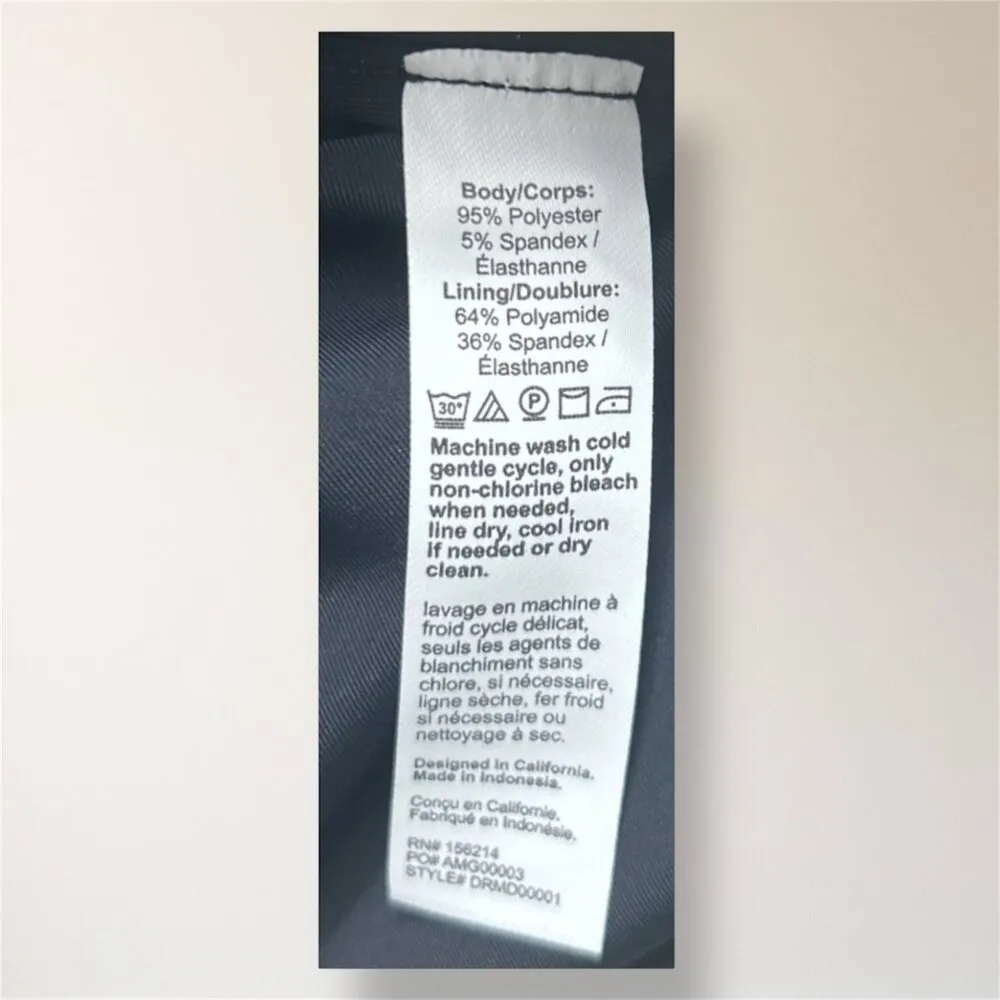 Body/Corps:
95% Polyester
5% Spandex /
Élasthanne
Lining/Doublure:
64% Polyamide
36% Spandex /
Élasthanne
30° P
Machine wash cold
gentle cycle, only
non-chlorine bleach
when needed,
line dry, cool iron
if needed or dry
clean.
lavage en machine à
froid cycle délicat,
seuls les agents de
blanchiment sans
chlore, si nécessaire,
ligne sèche, fer froid
si nécessaire ou
nettoyage à sec.
Designed in California.
Made in Indonesia.
Conçu en Californie.
Fabriqué en Indonésie.
RN# 156214
PO# AMG00003
STYLE# DRMD00001